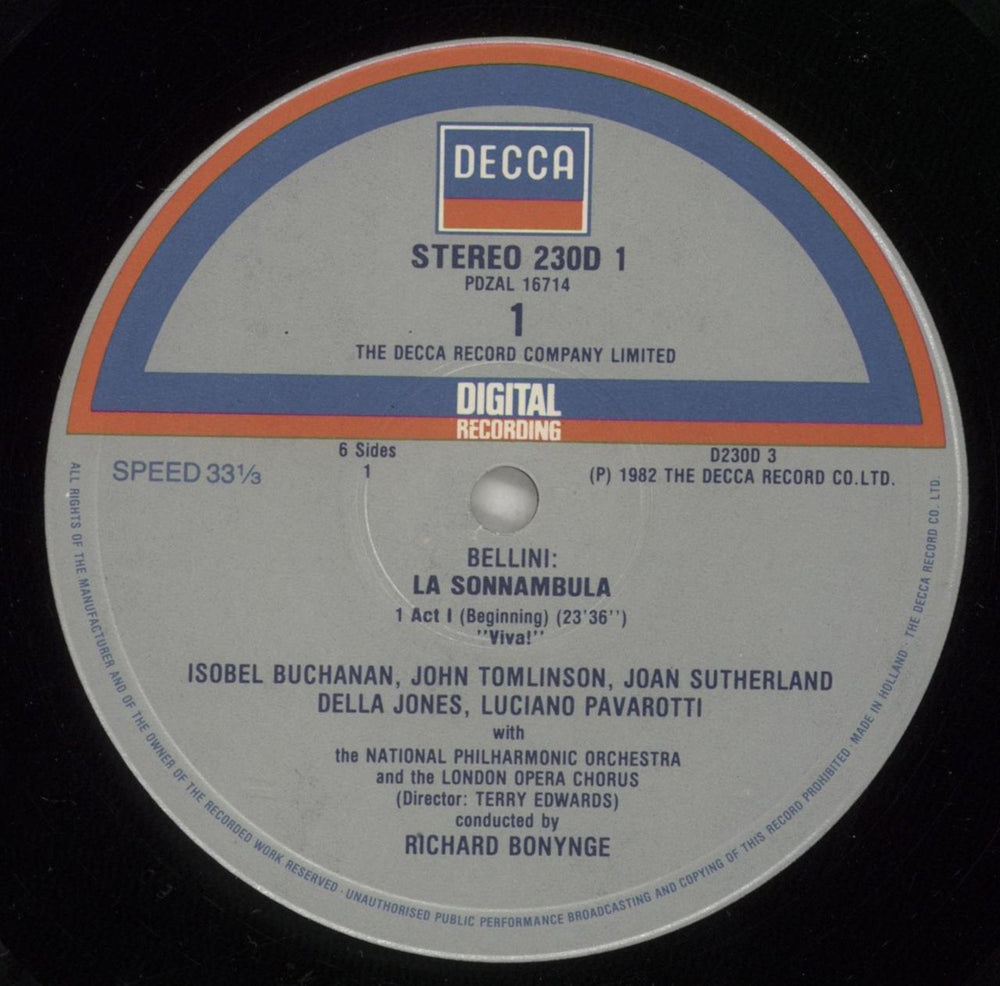 DECCA
STEREO 230D 1
PDZAL 16714
1
THE DECCA RECORD COMPANY LIMITED
DIGITAL
RECORDING
6 Sides
1
SPEED 33⅓
D230D 3
(P) 1982 THE DECCA RECORD CO.LTD.
BELLINI:
LA SONNAMBULA
1 Act I (Beginning) (23'36'')
''Viva!''
ISOBEL BUCHANAN, JOHN TOMLINSON, JOAN SUTHERLAND
DELLA JONES, LUCIANO PAVAROTTI
with
the NATIONAL PHILHARMONIC ORCHESTRA
and the LONDON OPERA CHORUS
(Director: TERRY EDWARDS)
conducted by
RICHARD BONYNGE
ALL RIGHTS OF THE MANUFACTURER AND OF THE OWNER OF THE RECORDED WORK RESERVED · UNAUTHORISED PUBLIC PERFORMANCE BROADCASTING AND COPYING OF THIS RECORD PROHIBITED · MADE IN HOLLAND · THE DECCA RECORD CO. LTD.